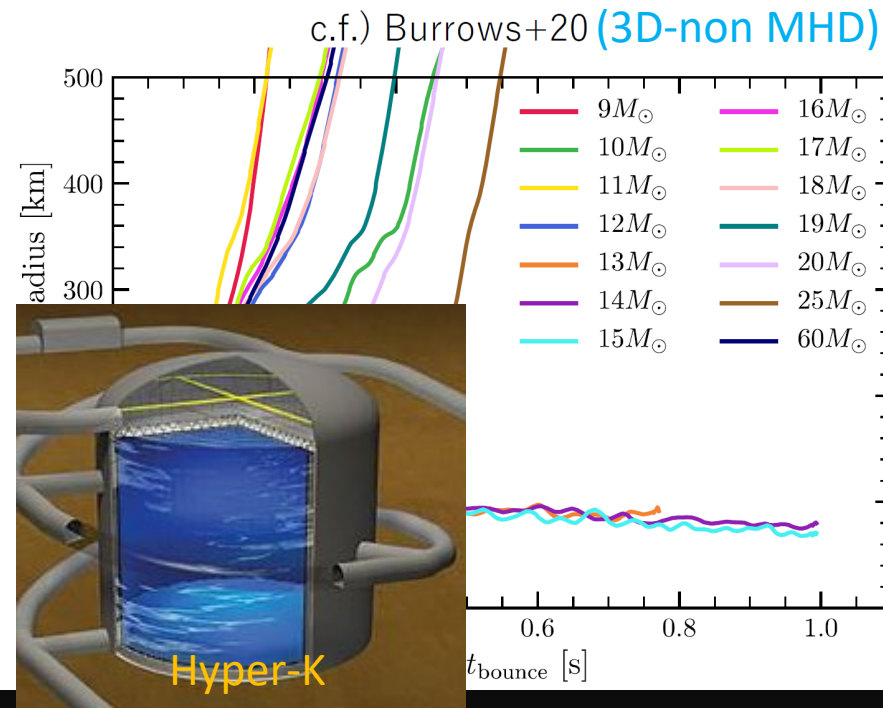 c.f.) Burrows+20 (3D-non MHD)
500
400
300
adius [km]
9M⊙ 16M⊙
10M⊙ 17M⊙
11M⊙ 18M⊙
12M⊙ 19M⊙
13M⊙ 20M⊙
14M⊙ 25M⊙
15M⊙ 60M⊙
0.6 0.8 1.0
t_bounce [s]
Hyper-K